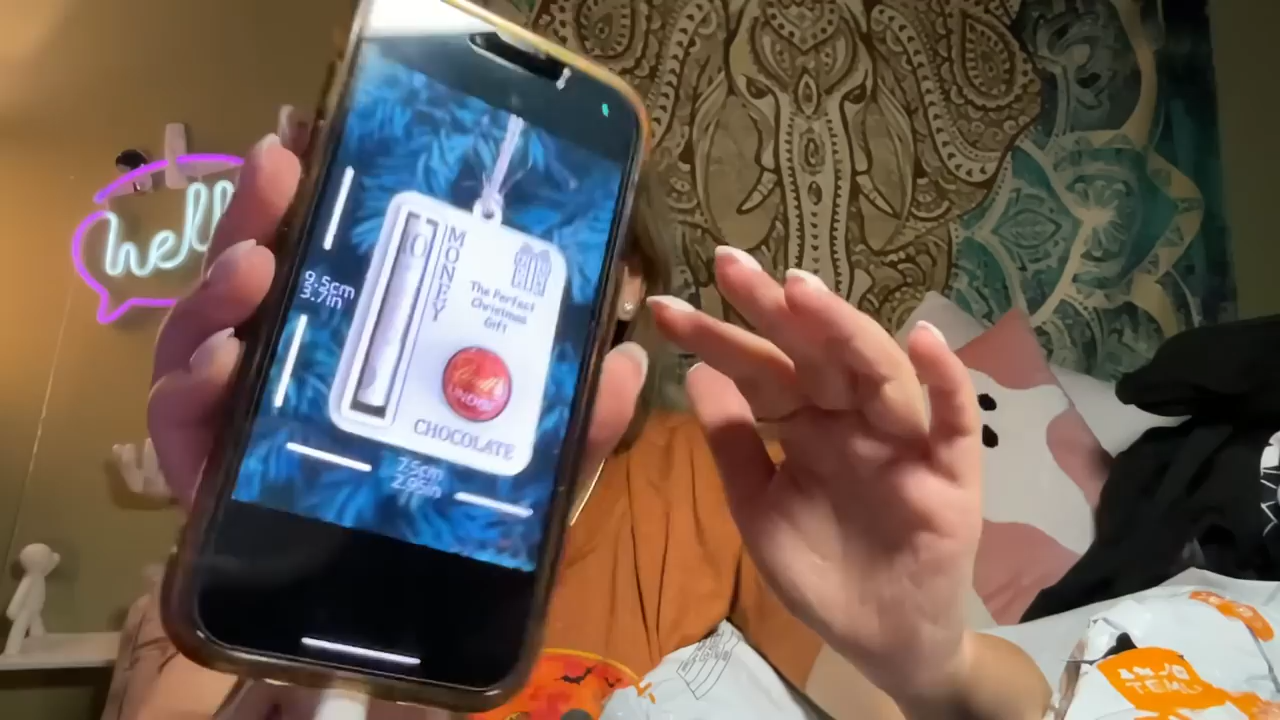 hell
MONEY
The Perfect
Christmas
Gift
9.5cm
3.7in
CHOCOLATE
7.5cm
2.95in
TEMU